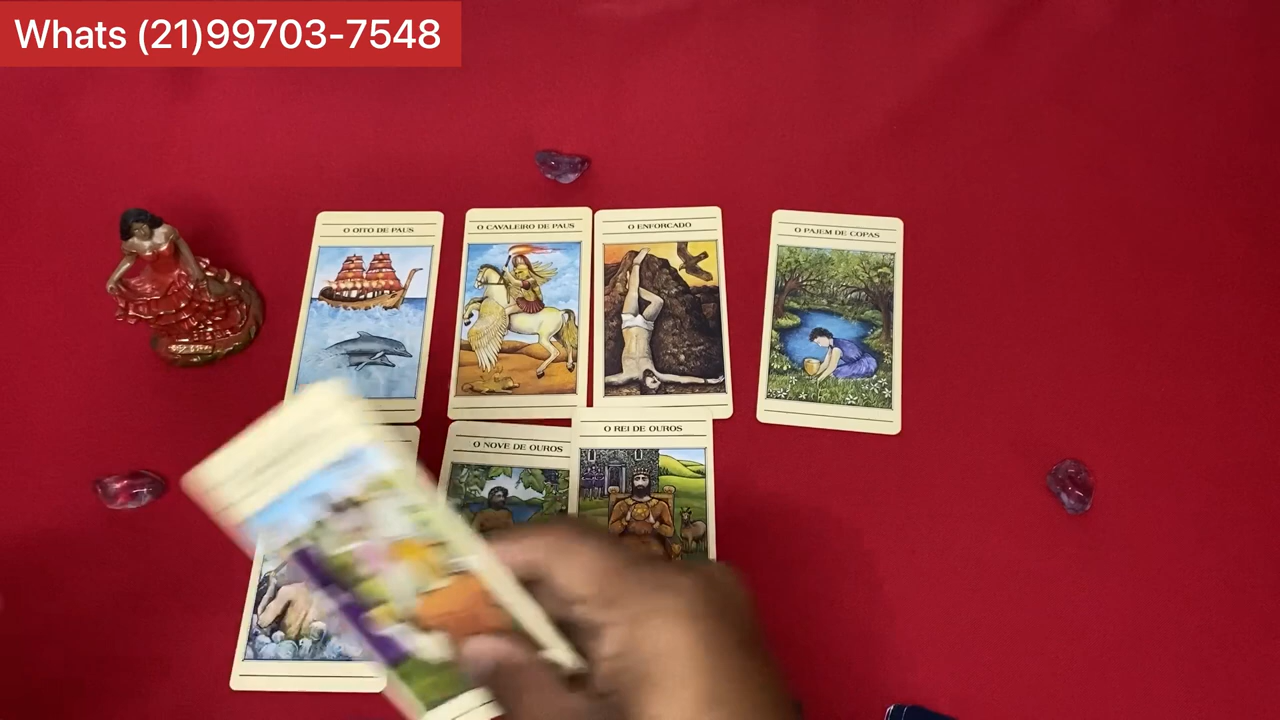 Whats (21)99703-7548
O OITO DE PAUS
O CAVALEIRO DE PAUS
O ENFORCADO
O PAJEM DE COPAS
O NOVE DE OUROS
O REI DE OUROS